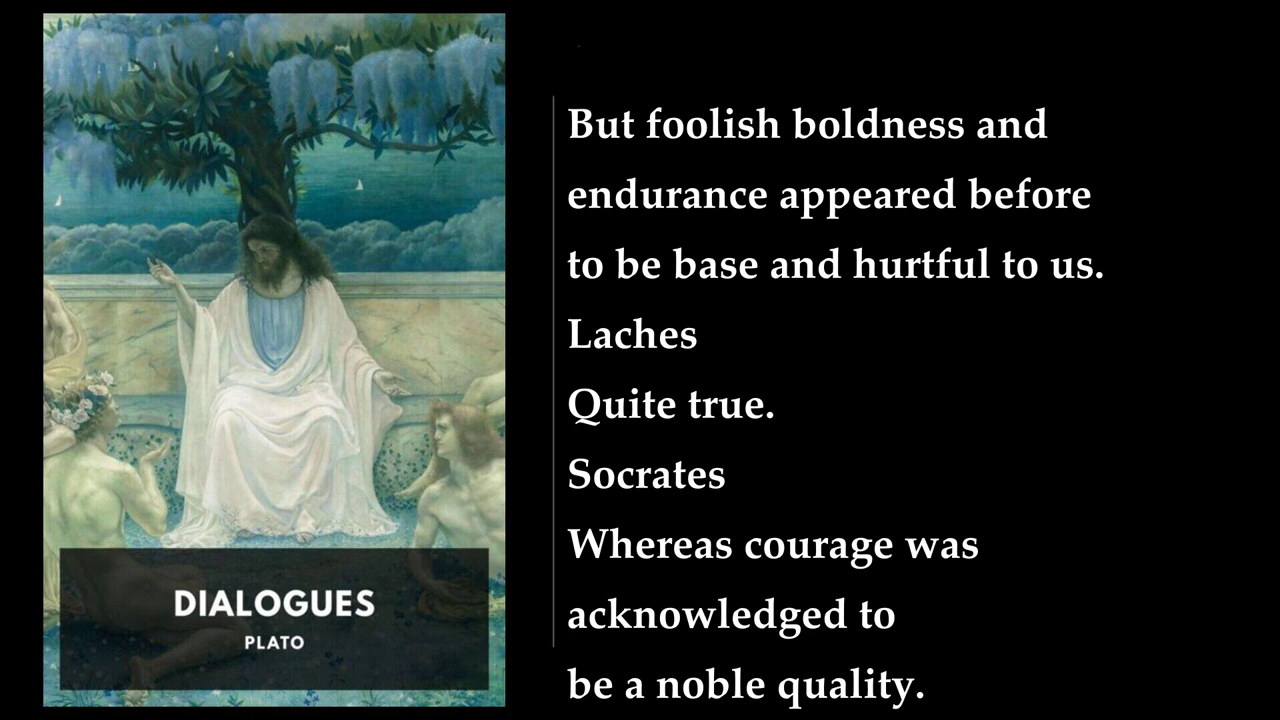 DIALOGUES
PLATO
But foolish boldness and
endurance appeared before
to be base and hurtful to us.
Laches
Quite true.
Socrates
Whereas courage was
acknowledged to
be a noble quality.